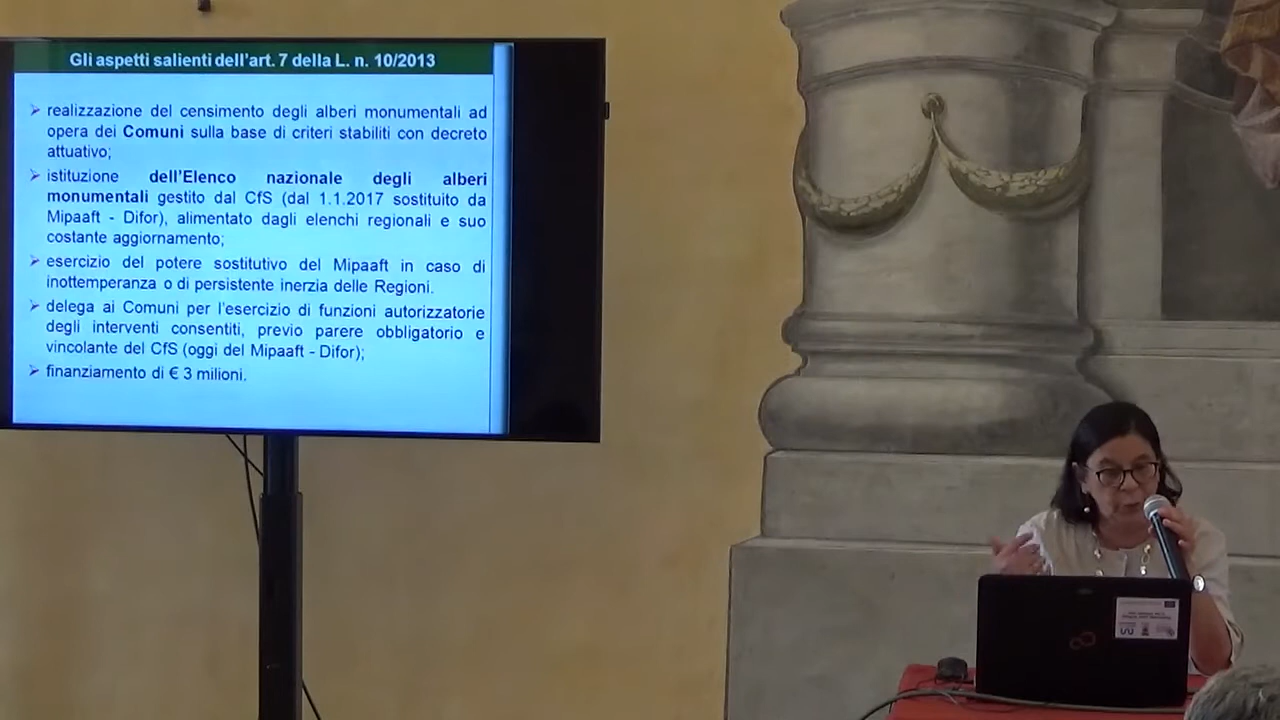 Gli aspetti salienti dell'art. 7 della L. n. 10/2013
➢ realizzazione del censimento degli alberi monumentali ad
opera dei Comuni sulla base di criteri stabiliti con decreto
attuativo;
➢ istituzione dell'Elenco nazionale degli alberi
monumentali gestito dal CfS (dal 1.1.2017 sostituito da
Mipaaft - Difor), alimentato dagli elenchi regionali e suo
costante aggiornamento;
➢ esercizio del potere sostitutivo del Mipaaft in caso di
inottemperanza o di persistente inerzia delle Regioni.
➢ delega ai Comuni per l'esercizio di funzioni autorizzatorie
degli interventi consentiti, previo parere obbligatorio e
vincolante del CfS (oggi del Mipaaft - Difor);
➢ finanziamento di € 3 milioni.